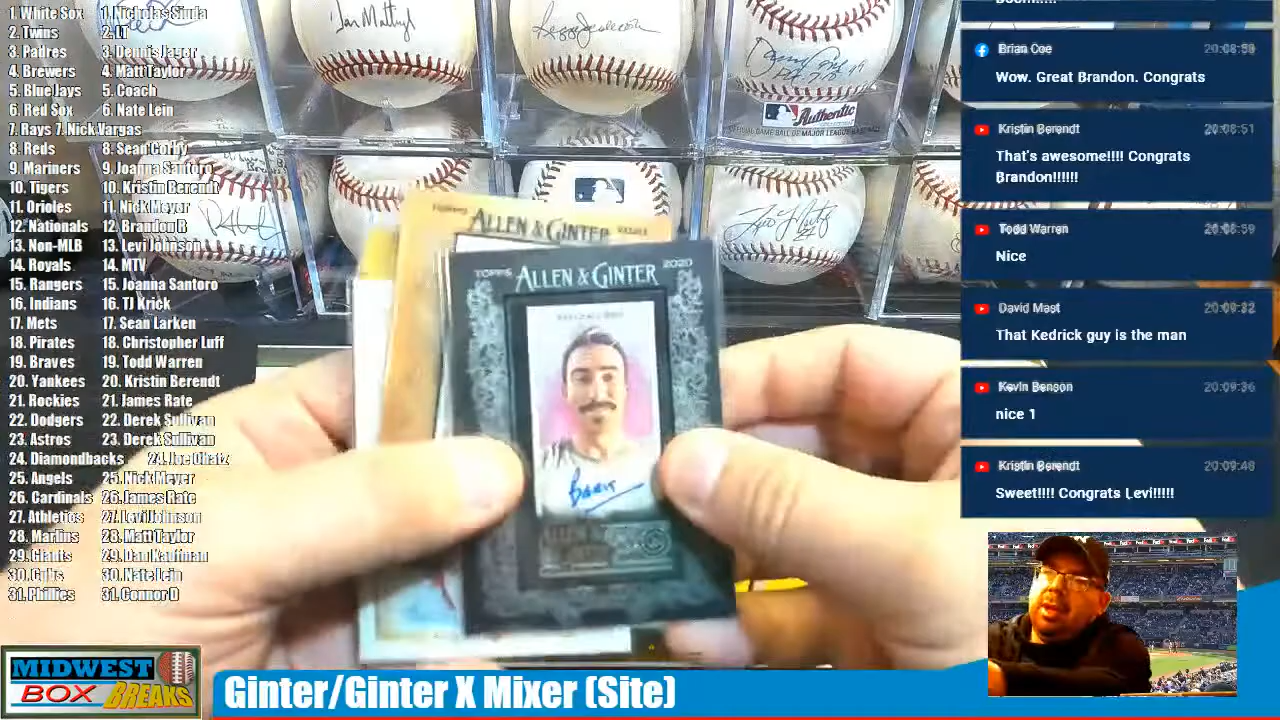 1. White Sox 1. Nicholas Siuda
2. Twins 2. LT
3. Padres 3. Dennis Jager
4. Brewers 4. Matt Taylor
5. BlueJays 5. Coach
6. Red Sox 6. Nate Lein
7. Rays 7. Nick Vargas
8. Reds 8. Sean Corby
9. Mariners 9. Joanna Santoro
10. Tigers 10. Kristin Berendt
11. Orioles 11. Nick Meyer
12. Nationals 12. Brandon B
13. Non-MLB 13. Levi Johnson
14. Royals 14. MTV
15. Rangers 15. Joanna Santoro
16. Indians 16. TJ Krick
17. Mets 17. Sean Larken
18. Pirates 18. Christopher Luff
19. Braves 19. Todd Warren
20. Yankees 20. Kristin Berendt
21. Rockies 21. James Rate
22. Dodgers 22. Derek Sullivan
23. Astros 23. Derek Sullivan
24. Diamondbacks 24. Joe Ohatz
25. Angels 25. Nick Meyer
26. Cardinals 26. James Rate
27. Athletics 27. Levi Johnson
28. Marlins 28. Matt Taylor
29. Giants 29. Dan Kaufman
30. Cubs 30. Nate Lein
31. Phillies 31. Connor D
Authentic
ALLEN & GINTER
TOPPS ALLEN & GINTER 2020
Brian Coe 20:08:50
Wow. Great Brandon. Congrats
Kristin Berendt 20:08:51
That's awesome!!!! Congrats
Brandon!!!!!!
Todd Warren 20:08:59
Nice
David Mast 20:09:32
That Kedrick guy is the man
Kevin Benson 20:09:36
nice 1
Kristin Berendt 20:09:48
Sweet!!!! Congrats Levi!!!!!
MIDWEST
BOX BREAKS
Ginter/Ginter X Mixer (Site)